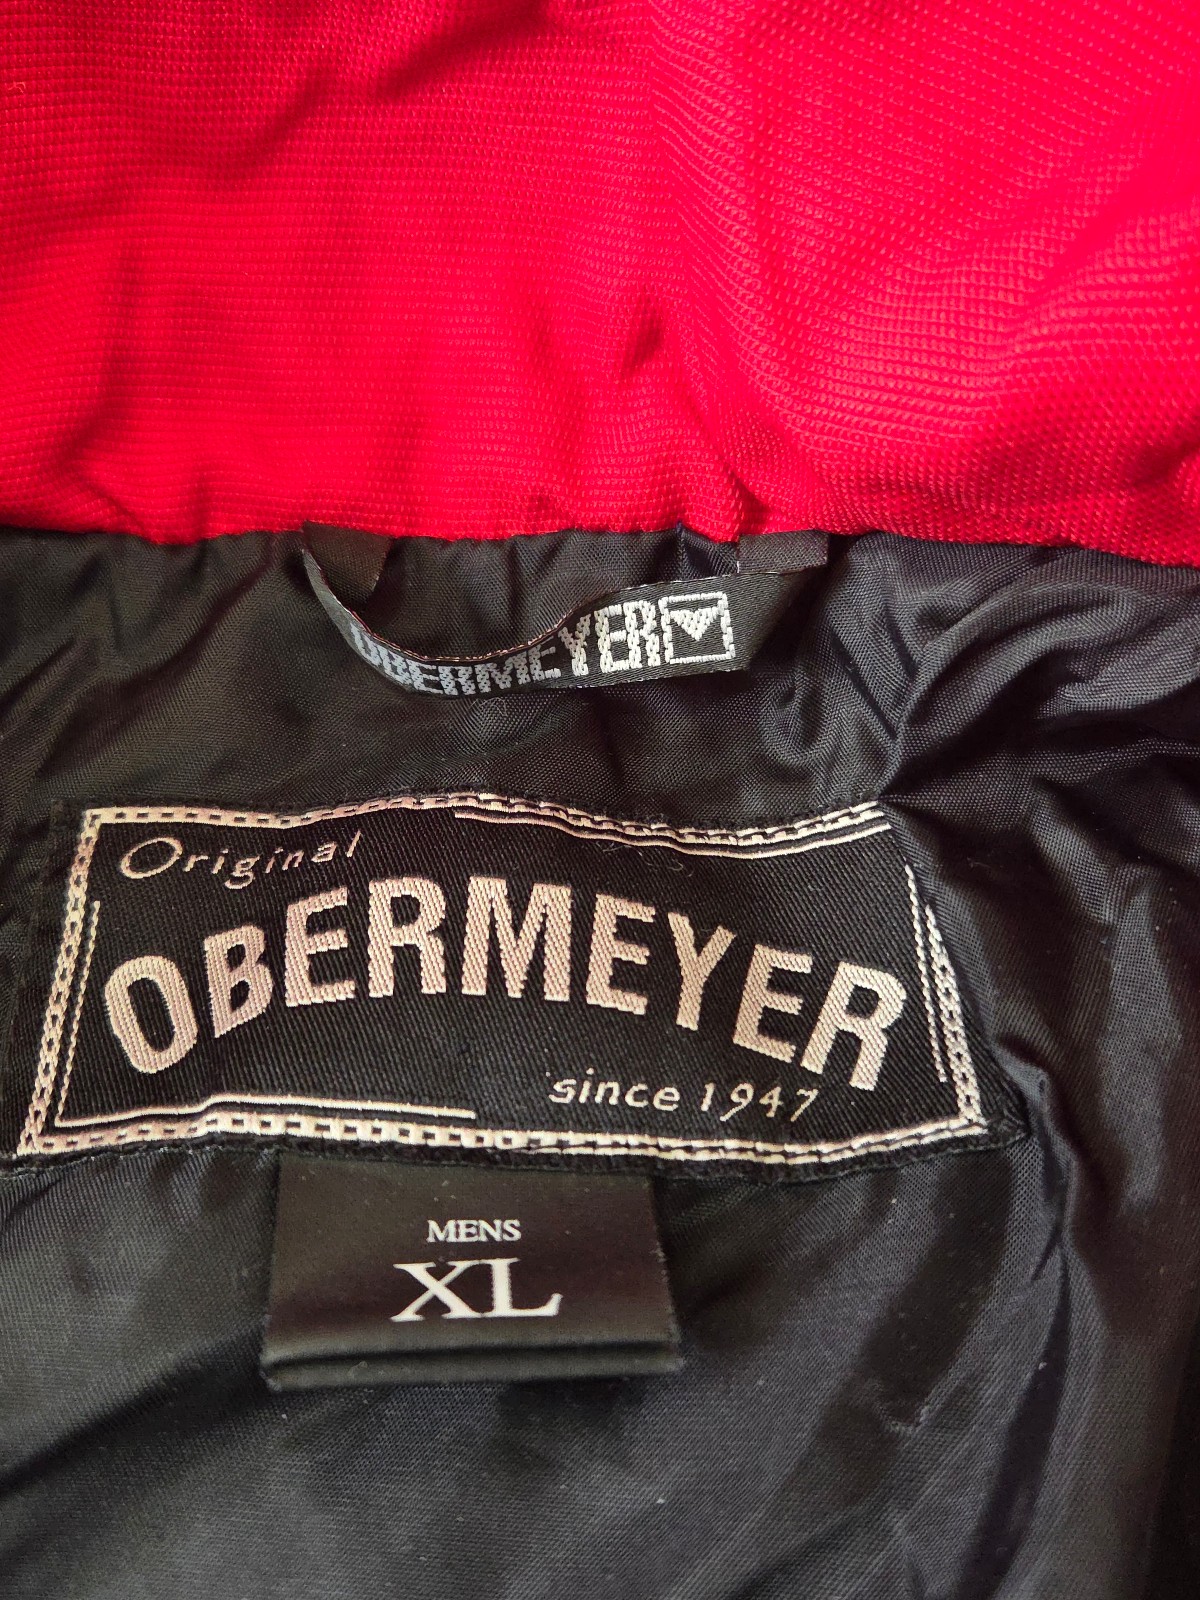 OBERMEYER
Original
OBERMEYER
since 1947
MENS
XL